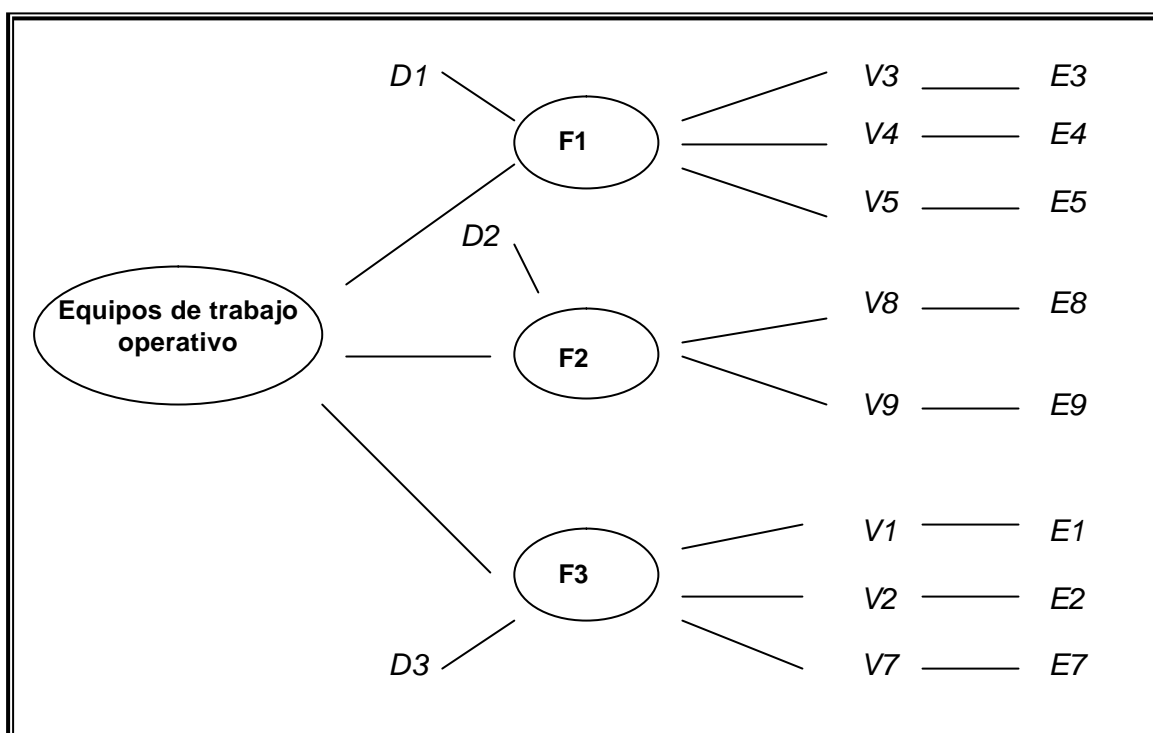 D1
V3
E3
F1
V4
E4
V5
E5
D2
Equipos de trabajo
operativo
V8
E8
F2
V9
E9
V1
E1
F3
V2
E2
D3
V7
E7